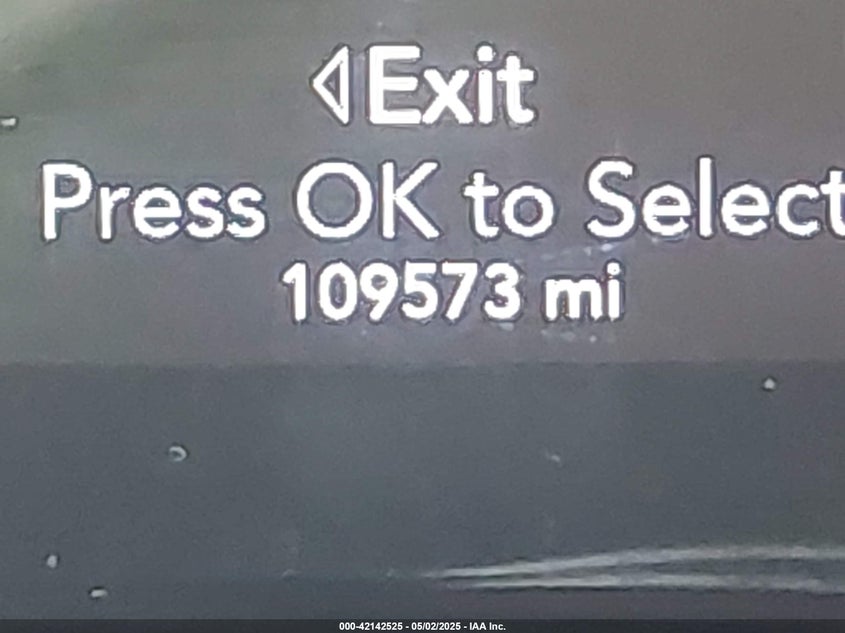 ◁Exit
Press OK to Select
109573 mi
000-42142525 - 05/02/2025 - IAA Inc.